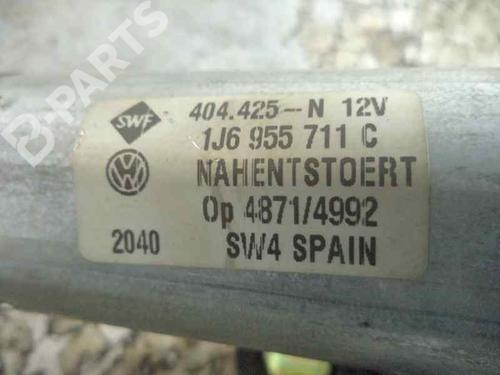 B-PARTS
SWF
404.425--N 12V
1J6 955 711 C
NAHENTSTOERT
Op 4871/4992
2040 SW4 SPAIN